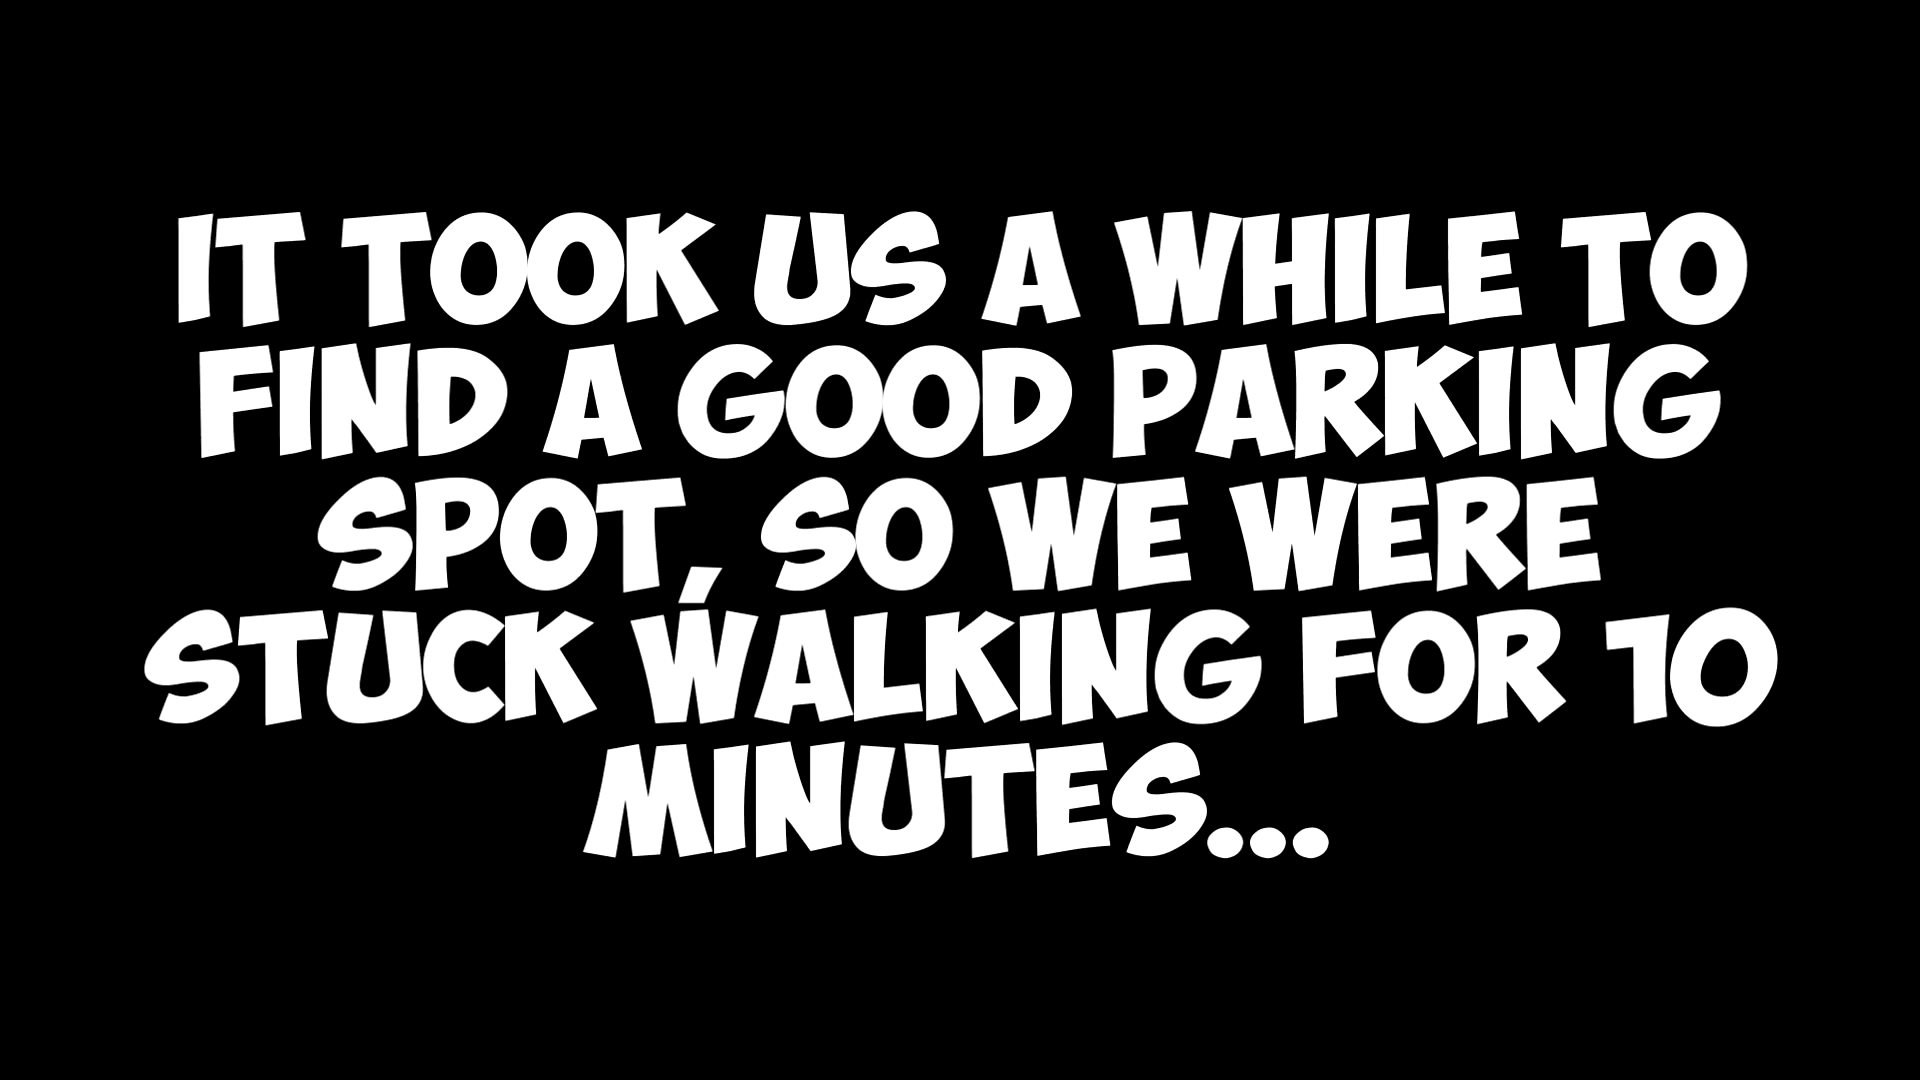 IT TOOK US A WHILE TO
FIND A GOOD PARKING
SPOT, SO WE WERE
STUCK WALKING FOR 10
MINUTES...